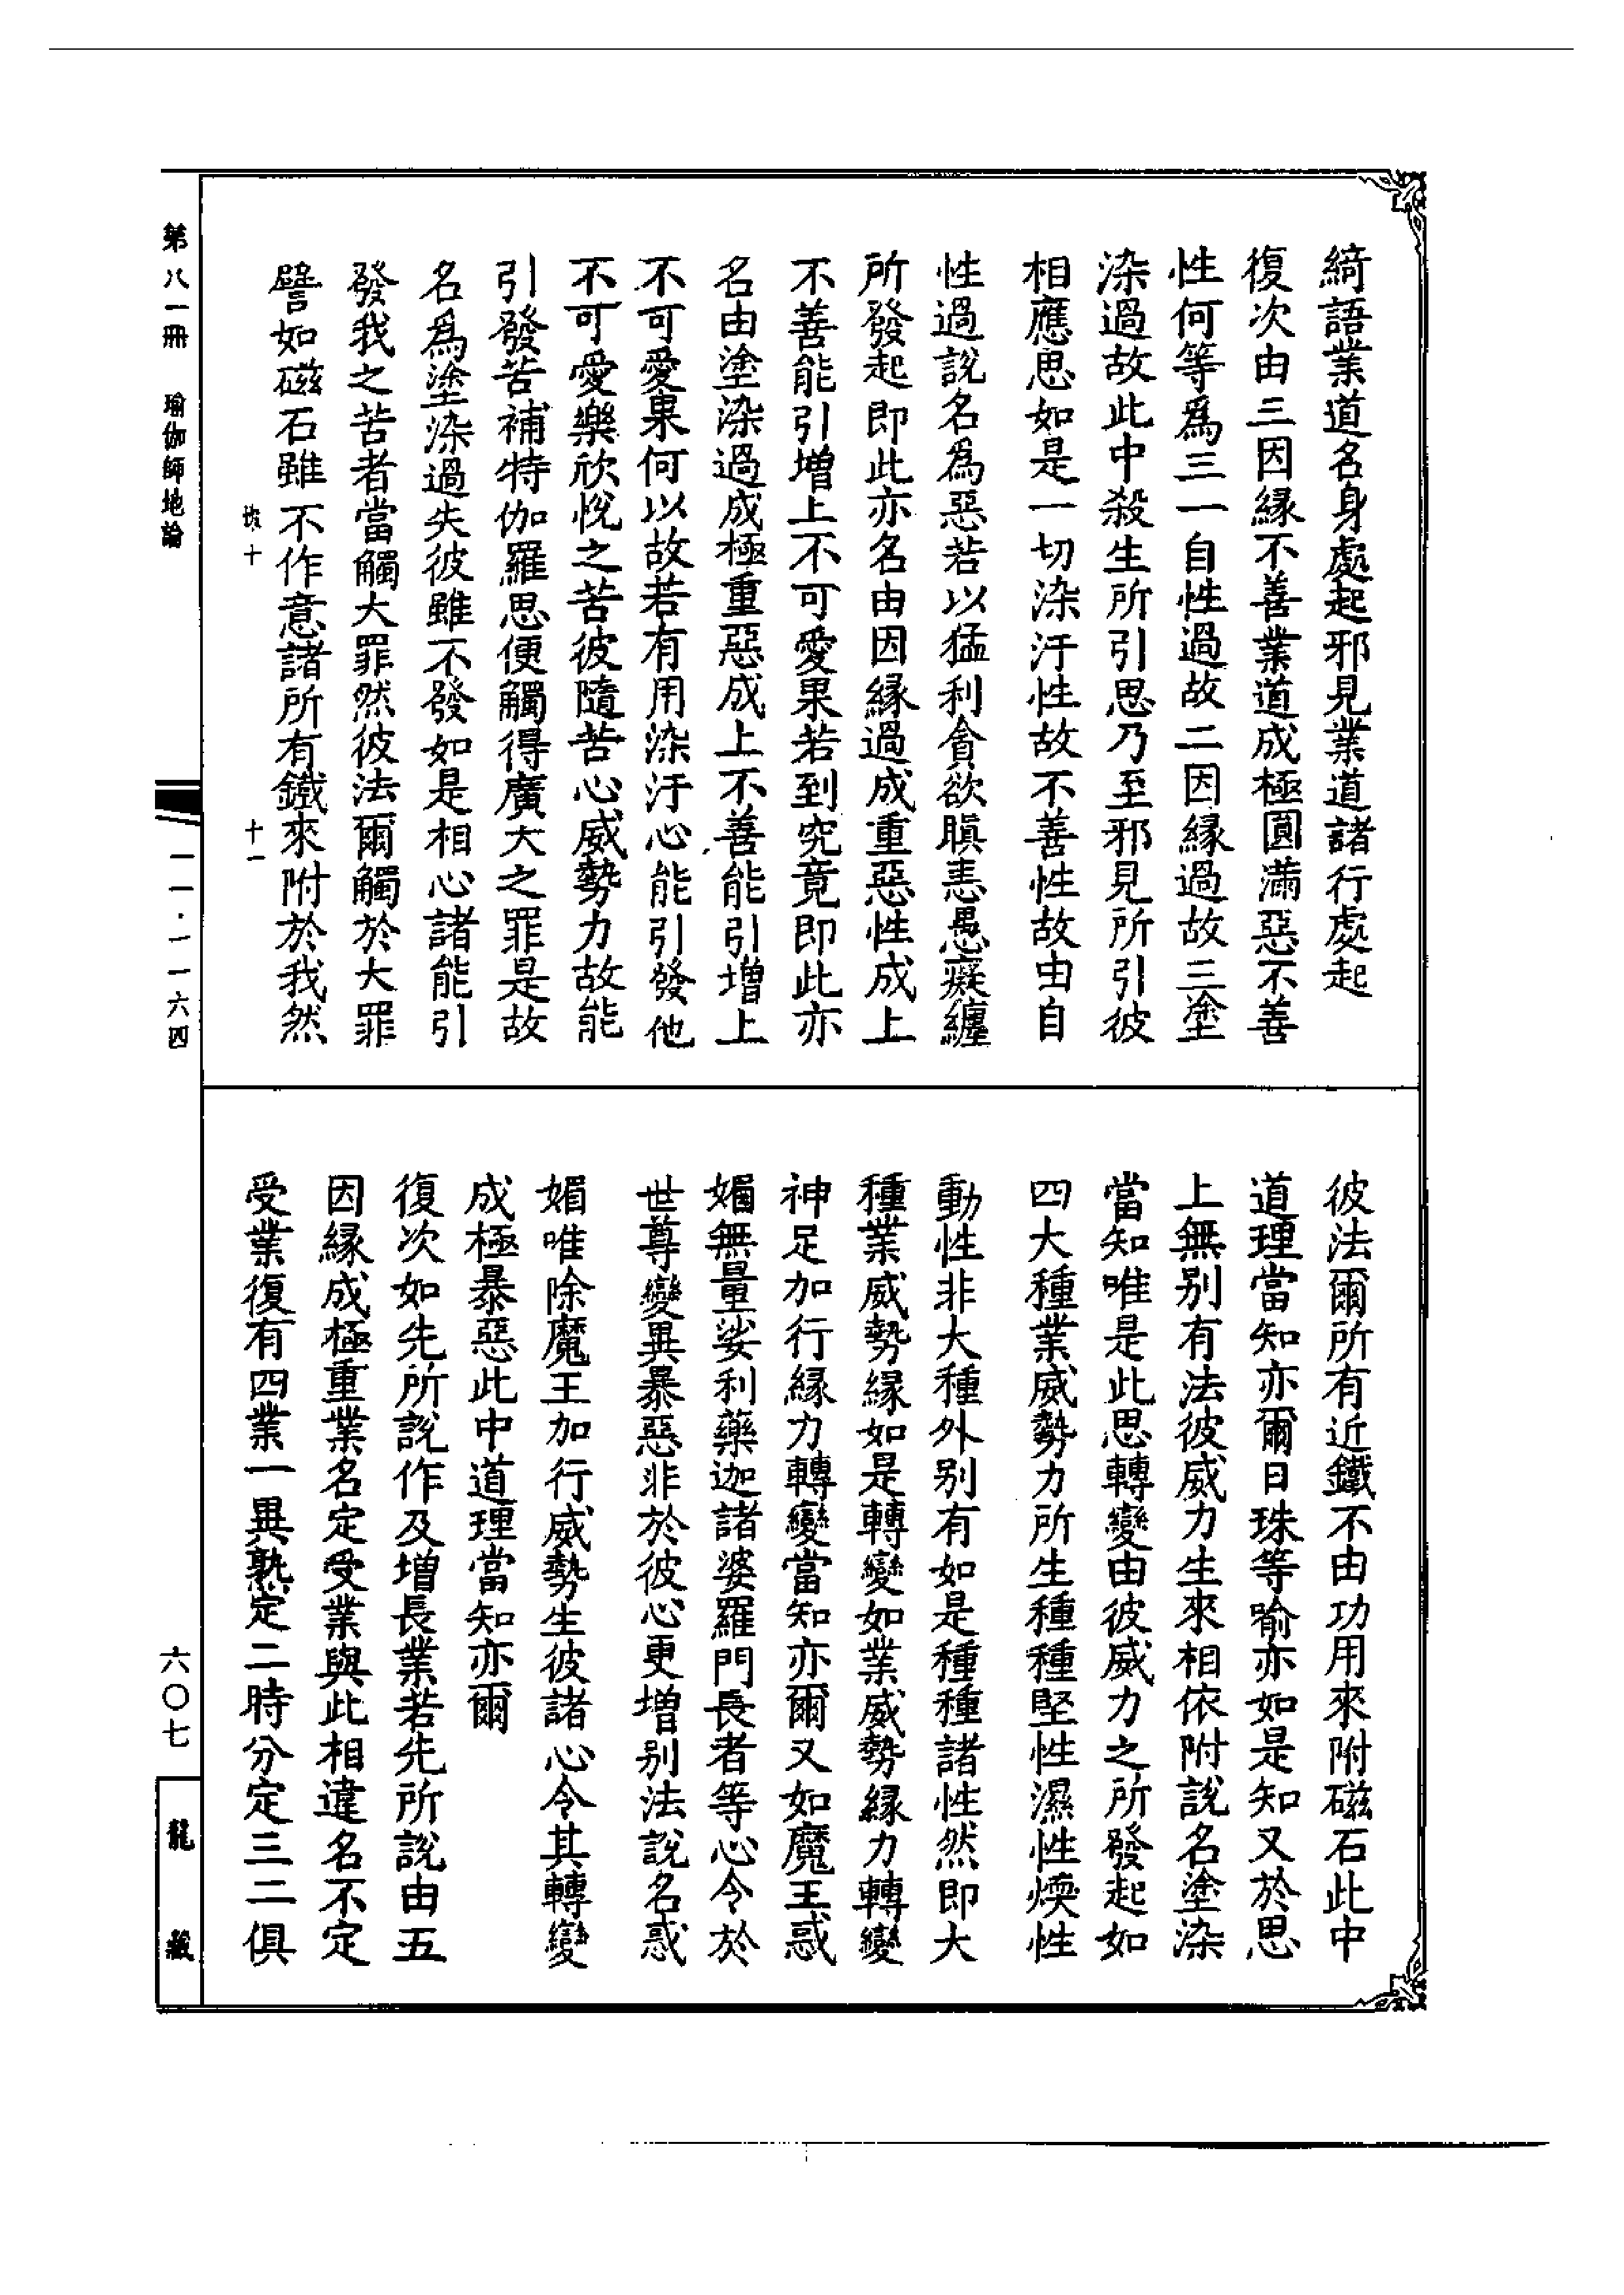 綺語業道名身處起邪見業道諸行處起
復次由三因縁不善業道成極圓滿惡不善
性何等爲三一自性過故二因縁過故三塗
染過故此中殺生所引思乃至邪見所引彼
相應思如是一切染汙性故不善性故由自
性過說名爲惡若以猛利貪欲瞋恚愚癡纏
所發起即此亦名由因縁過成重惡性成上
不善能引增上不可愛果若到究竟即此亦
名由塗染過成極重惡成上不善能引增上
不可愛果何以故若有用染汙心能引發他
不可愛樂欣悅之苦彼隨苦心威勢力故能
引發苦補特伽羅思便觸得廣大之罪是故
名爲塗染過失彼雖不發如是相心諸能引
發我之苦者當觸大罪然彼法爾觸於大罪
譬如磁石雖不作意諸所有鐵來附於我然
十
十一
彼法爾所有近鐵不由功用來附磁石此中
道理當知亦爾日珠等喻亦如是知又於思
上無别有法彼威力生來相依附說名塗染
當知唯是此思轉變由彼威力之所發起如
四大種業威勢力所生種種堅性濕性煗性
動性非大種外别有如是種種諸性然即大
種業威勢縁如是轉變如業威勢縁力轉變
神足加行縁力轉變當知亦爾又如魔王惑
媚無量娑利藥迦諸婆羅門長者等心令於
世尊變異暴惡非於彼心更增别法說名惑
媚唯除魔王加行威勢生彼諸心令其轉變
成極暴惡此中道理當知亦爾
復次如先所說作及增長業若先所說由五
因縁成極重業名定受業與此相違名不定
受業復有四業一異熟定二時分定三二俱
第八一冊 瑜伽師地論
一一·一一六四
六〇七
龍藏